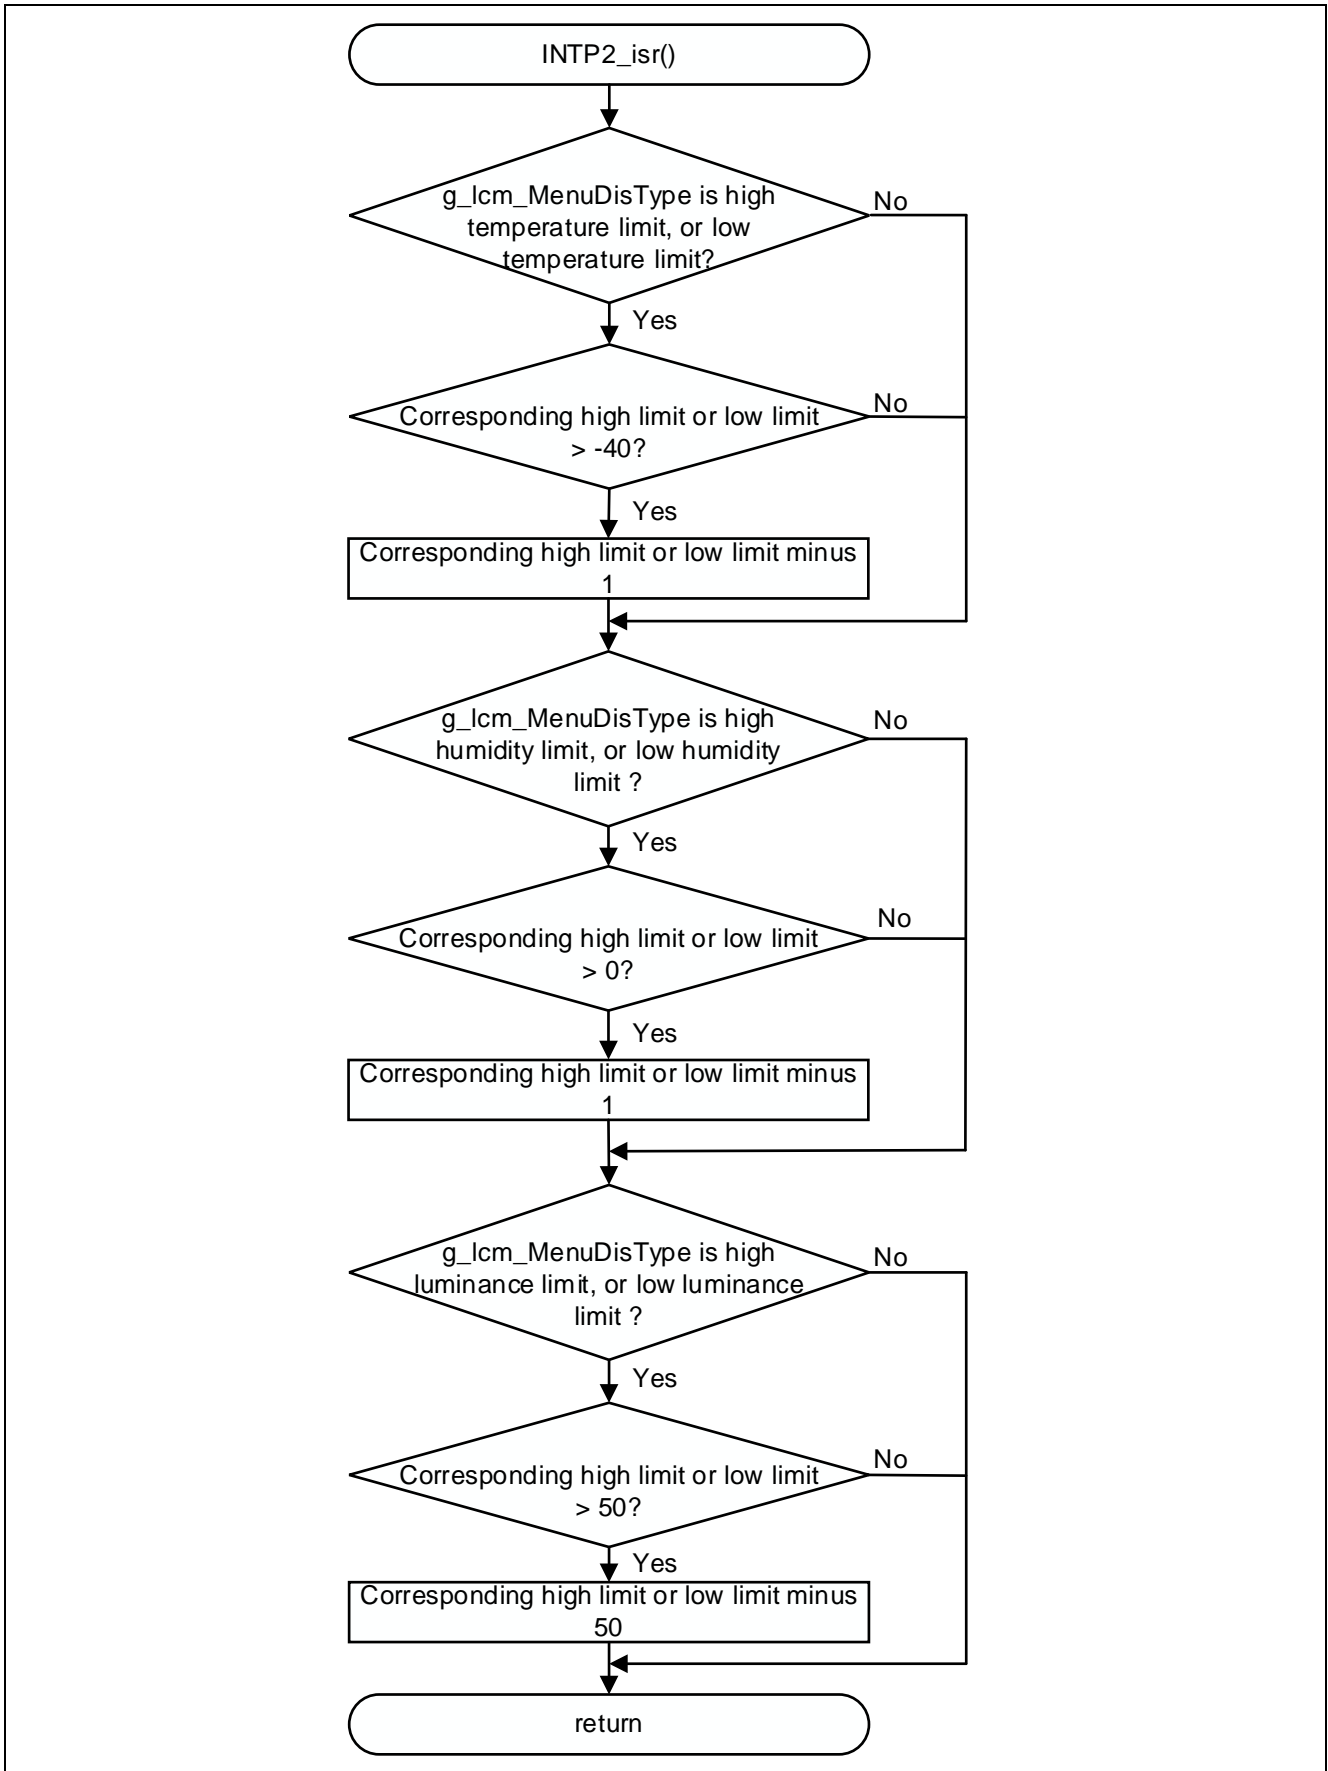 INTP2_isr()
g_lcm_MenuDisType is high
temperature limit, or low
temperature limit?
No
Yes
Corresponding high limit or low limit
> -40?
No
Yes
Corresponding high limit or low limit minus
1
g_lcm_MenuDisType is high
humidity limit, or low humidity
limit ?
No
Yes
Corresponding high limit or low limit
> 0?
No
Yes
Corresponding high limit or low limit minus
1
g_lcm_MenuDisType is high
luminance limit, or low luminance
limit ?
No
Yes
Corresponding high limit or low limit
> 50?
No
Yes
Corresponding high limit or low limit minus
50
return